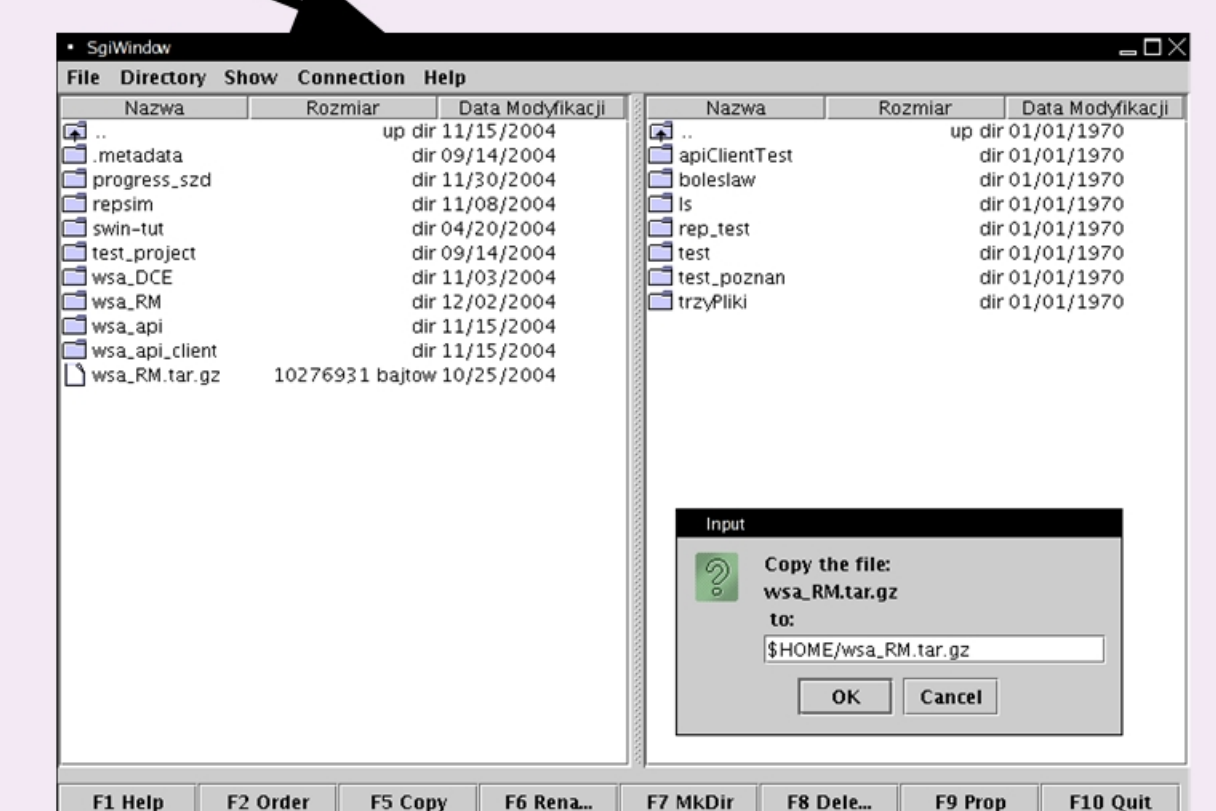 SgiWindow
File Directory Show Connection Help
Nazwa Rozmiar Data Modyfikacji
.. up dir 11/15/2004
.metadata dir 09/14/2004
progress_szd dir 11/30/2004
repsim dir 11/08/2004
swin-tut dir 04/20/2004
test_project dir 09/14/2004
wsa_DCE dir 11/03/2004
wsa_RM dir 12/02/2004
wsa_api dir 11/15/2004
wsa_api_client dir 11/15/2004
wsa_RM.tar.gz 10276931 bajtow 10/25/2004
Nazwa Rozmiar Data Modyfikacji
.. up dir 01/01/1970
apiClientTest dir 01/01/1970
boleslaw dir 01/01/1970
ls dir 01/01/1970
rep_test dir 01/01/1970
test dir 01/01/1970
test_poznan dir 01/01/1970
trzyPliki dir 01/01/1970
Input
Copy the file:
wsa_RM.tar.gz
to:
$HOME/wsa_RM.tar.gz
OK Cancel
F1 Help F2 Order F5 Copy F6 Rena... F7 MkDir F8 Dele... F9 Prop F10 Quit